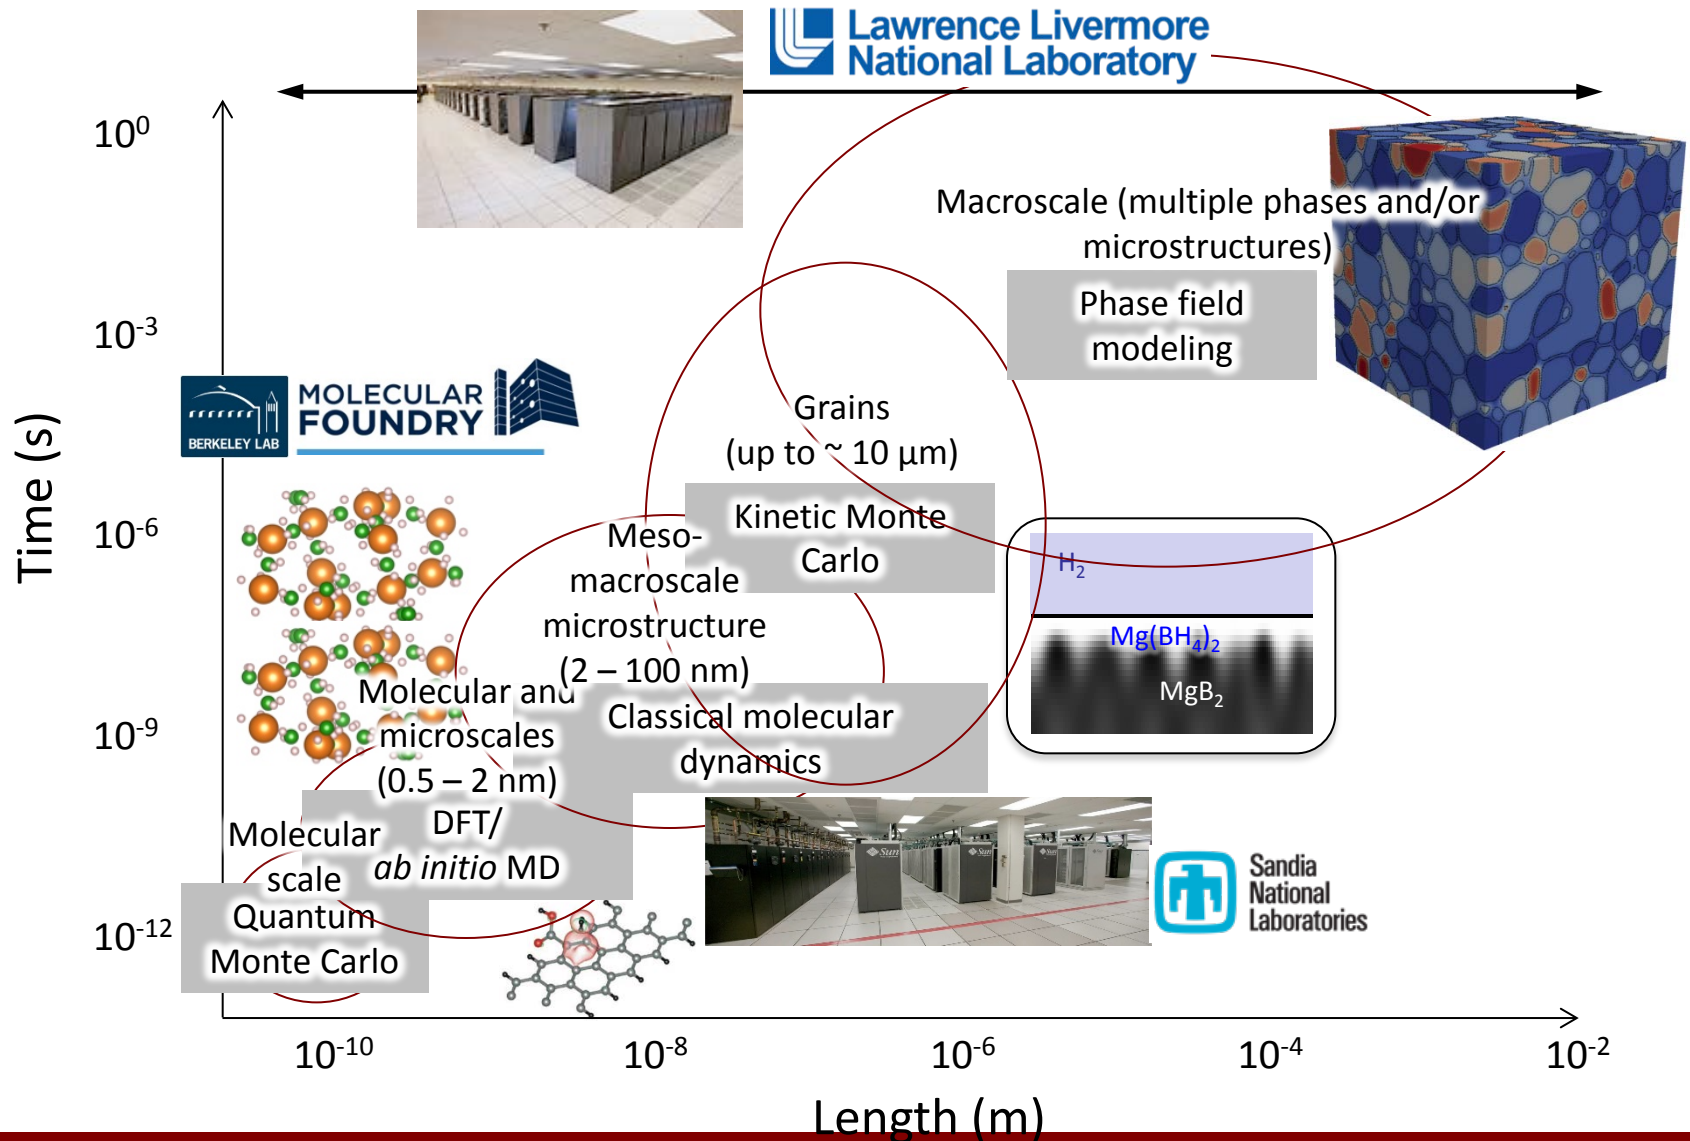 Lawrence Livermore
National Laboratory
10⁰
Macroscale (multiple phases and/or
microstructures)
Phase field
modeling
10⁻³
BERKELEY LAB
MOLECULAR
FOUNDRY
Grains
(up to ~ 10 µm)
Kinetic Monte
Carlo
Time (s)
10⁻⁶
Meso-
macroscale
microstructure
(2 – 100 nm)
H₂
Mg(BH₄)₂
MgB₂
Molecular and
microscales
(0.5 – 2 nm)
Classical molecular
dynamics
10⁻⁹
DFT/
ab initio MD
Molecular
scale
Quantum
Monte Carlo
Sun
Sun
Sandia
National
Laboratories
10⁻¹²
10⁻¹⁰
10⁻⁸
10⁻⁶
10⁻⁴
10⁻²
Length (m)